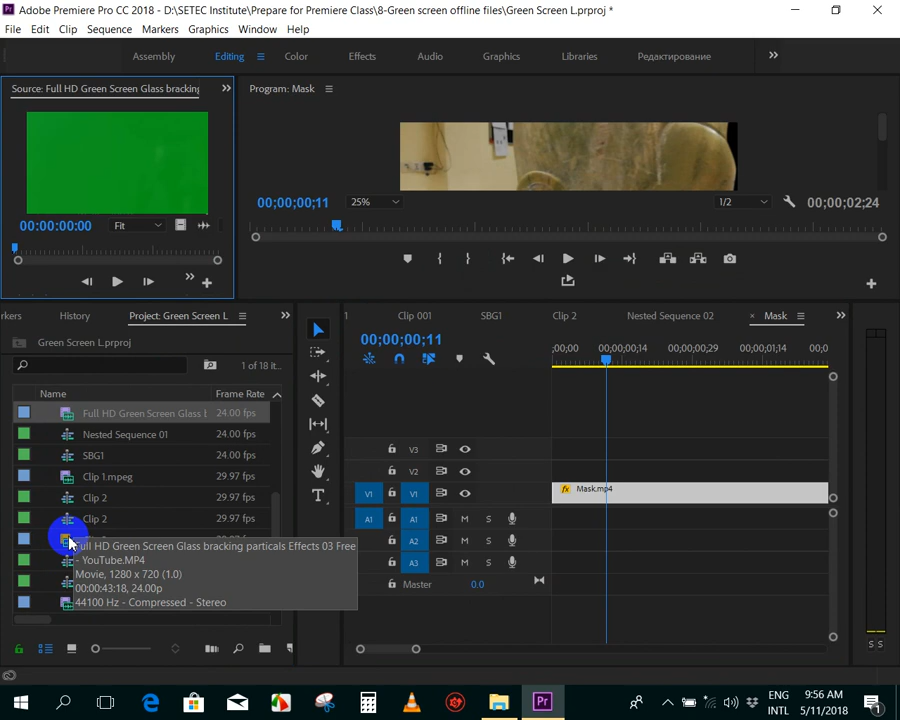 Adobe Premiere Pro CC 2018 - D:\SETEC Institute\Prepare for Premiere Class\8-Green screen offline files\Green Screen L.prproj *
File Edit Clip Sequence Markers Graphics Window Help
Assembly Editing Color Effects Audio Graphics Libraries Редактирование
Source: Full HD Green Screen Glass bracking
Program: Mask
00:00:00:00 Fit
00;00;00;11 25% 1/2 00;00;02;24
rkers History Project: Green Screen L
Green Screen L.prproj
1 of 18 it...
Name Frame Rate
Full HD Green Screen Glass b 24.00 fps
Nested Sequence 01 24.00 fps
SBG1 24.00 fps
Clip 1.mpeg 29.97 fps
Clip 2 29.97 fps
Clip 2 29.97 fps
Full HD Green Screen Glass bracking particals Effects 03 Free
- YouTube.MP4
Movie, 1280 x 720 (1.0)
00:00:43:18, 24.00p
44100 Hz - Compressed - Stereo
1 Clip 001 SBG1 Clip 2 Nested Sequence 02 × Mask
00;00;00;11
;00;00 00;00;00;14 00;00;00;29 00;00;01;14 00;0
V3
V2
V1 V1 fx Mask.mp4
A1 A1 M S
A2 M S
A3 M S
Master 0.0
S S
Pr
ENG
INTL
9:56 AM
5/11/2018
1